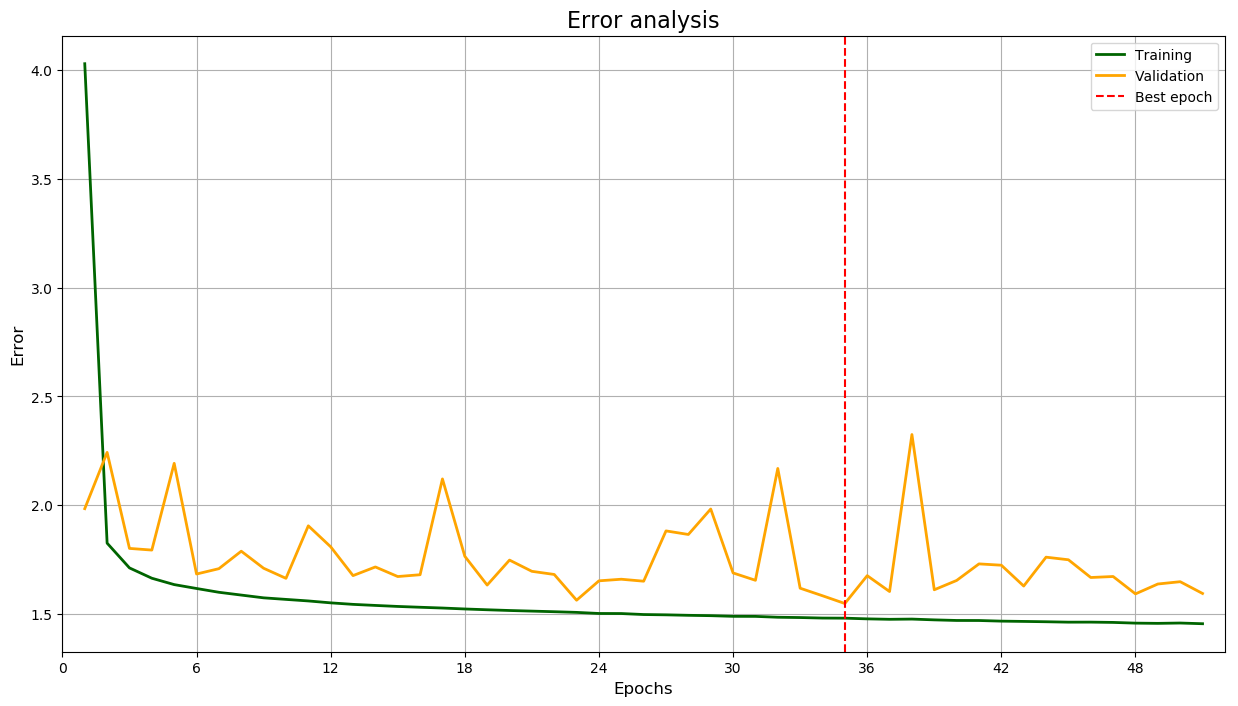 Error analysis
Training
Validation
Best epoch
4.0
3.5
3.0
2.5
2.0
1.5
Error
0 6 12 18 24 30 36 42 48
Epochs